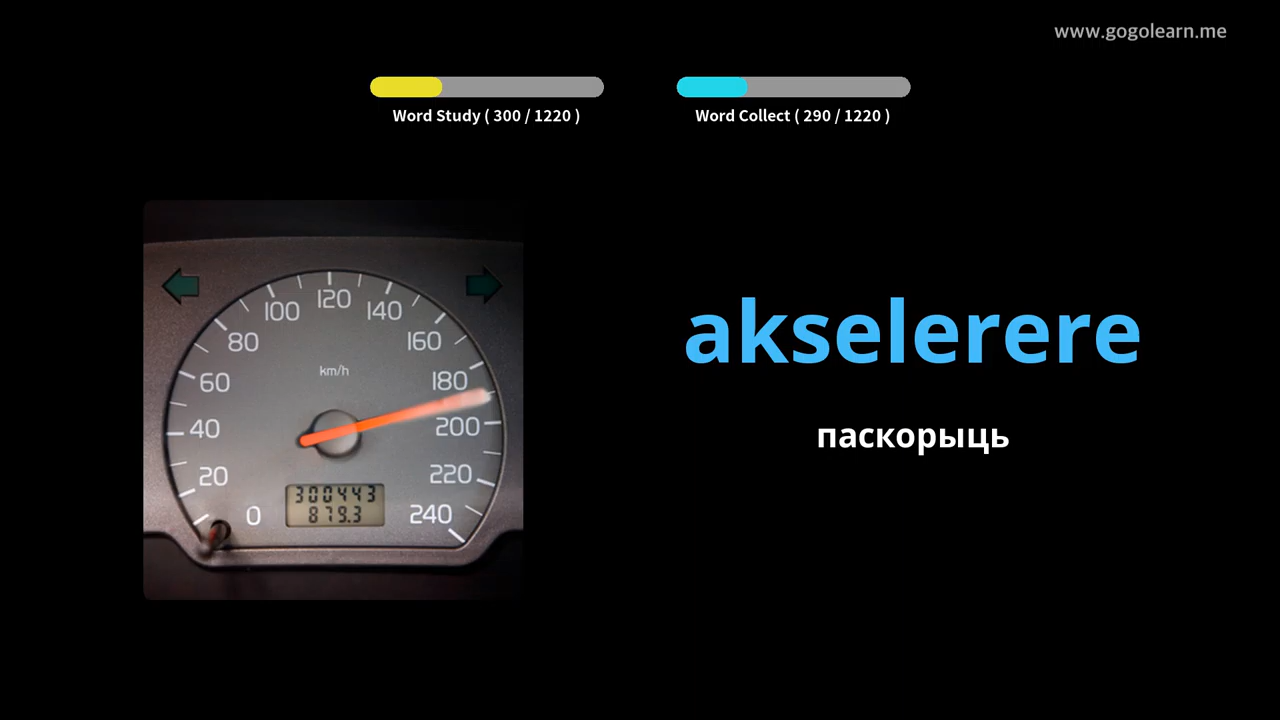 www.gogolearn.me
Word Study ( 300 / 1220 )
Word Collect ( 290 / 1220 )
120
100
140
80
160
km/h
60
180
40
200
20
220
300443
0
240
879.3
akselerere
паскорыць